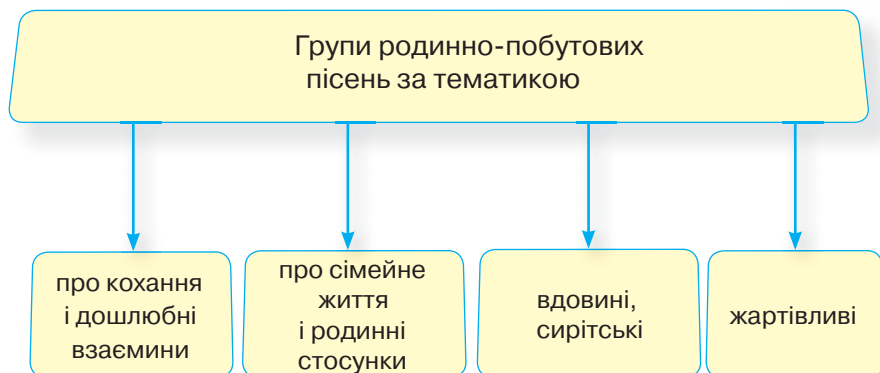 Групи родинно-побутових
пісень за тематикою
про кохання
і дошлюбні
взаємини
про сімейне
життя
і родинні
стосунки
вдовині,
сирітські
жартівливі